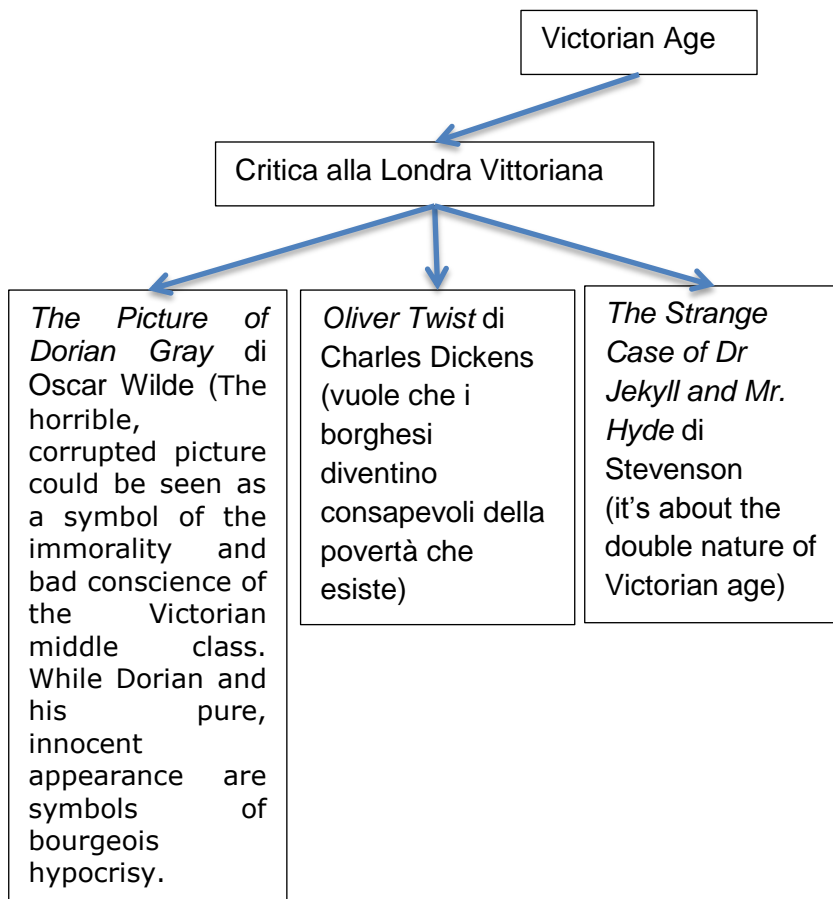 Victorian Age
Critica alla Londra Vittoriana
The Picture of
Dorian Gray di
Oscar Wilde (The
horrible,
corrupted picture
could be seen as
a symbol of the
immorality and
bad conscience of
the Victorian
middle class.
While Dorian and
his pure,
innocent
appearance are
symbols of
bourgeois
hypocrisy.
Oliver Twist di
Charles Dickens
(vuole che i
borghesi
diventino
consapevoli della
povertà che
esiste)
The Strange
Case of Dr
Jekyll and Mr.
Hyde di
Stevenson
(it’s about the
double nature of
Victorian age)